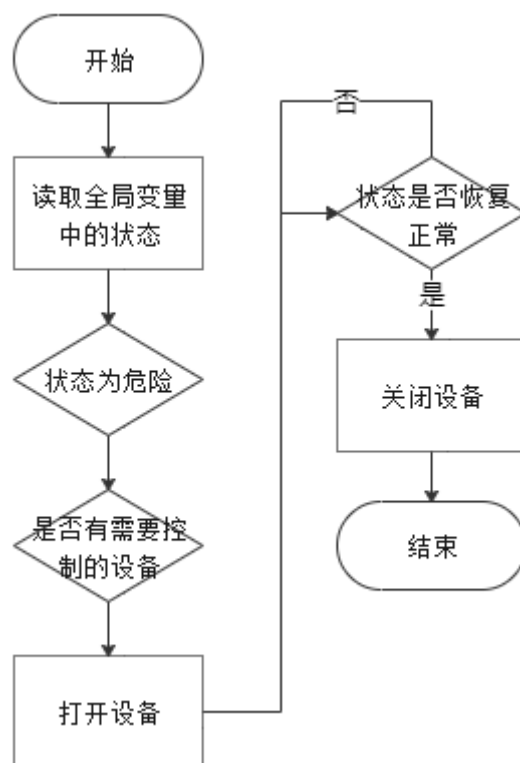 开始
读取全局变量
中的状态
状态为危险
是否有需要控
制的设备
打开设备
否
状态是否恢复
正常
是
关闭设备
结束